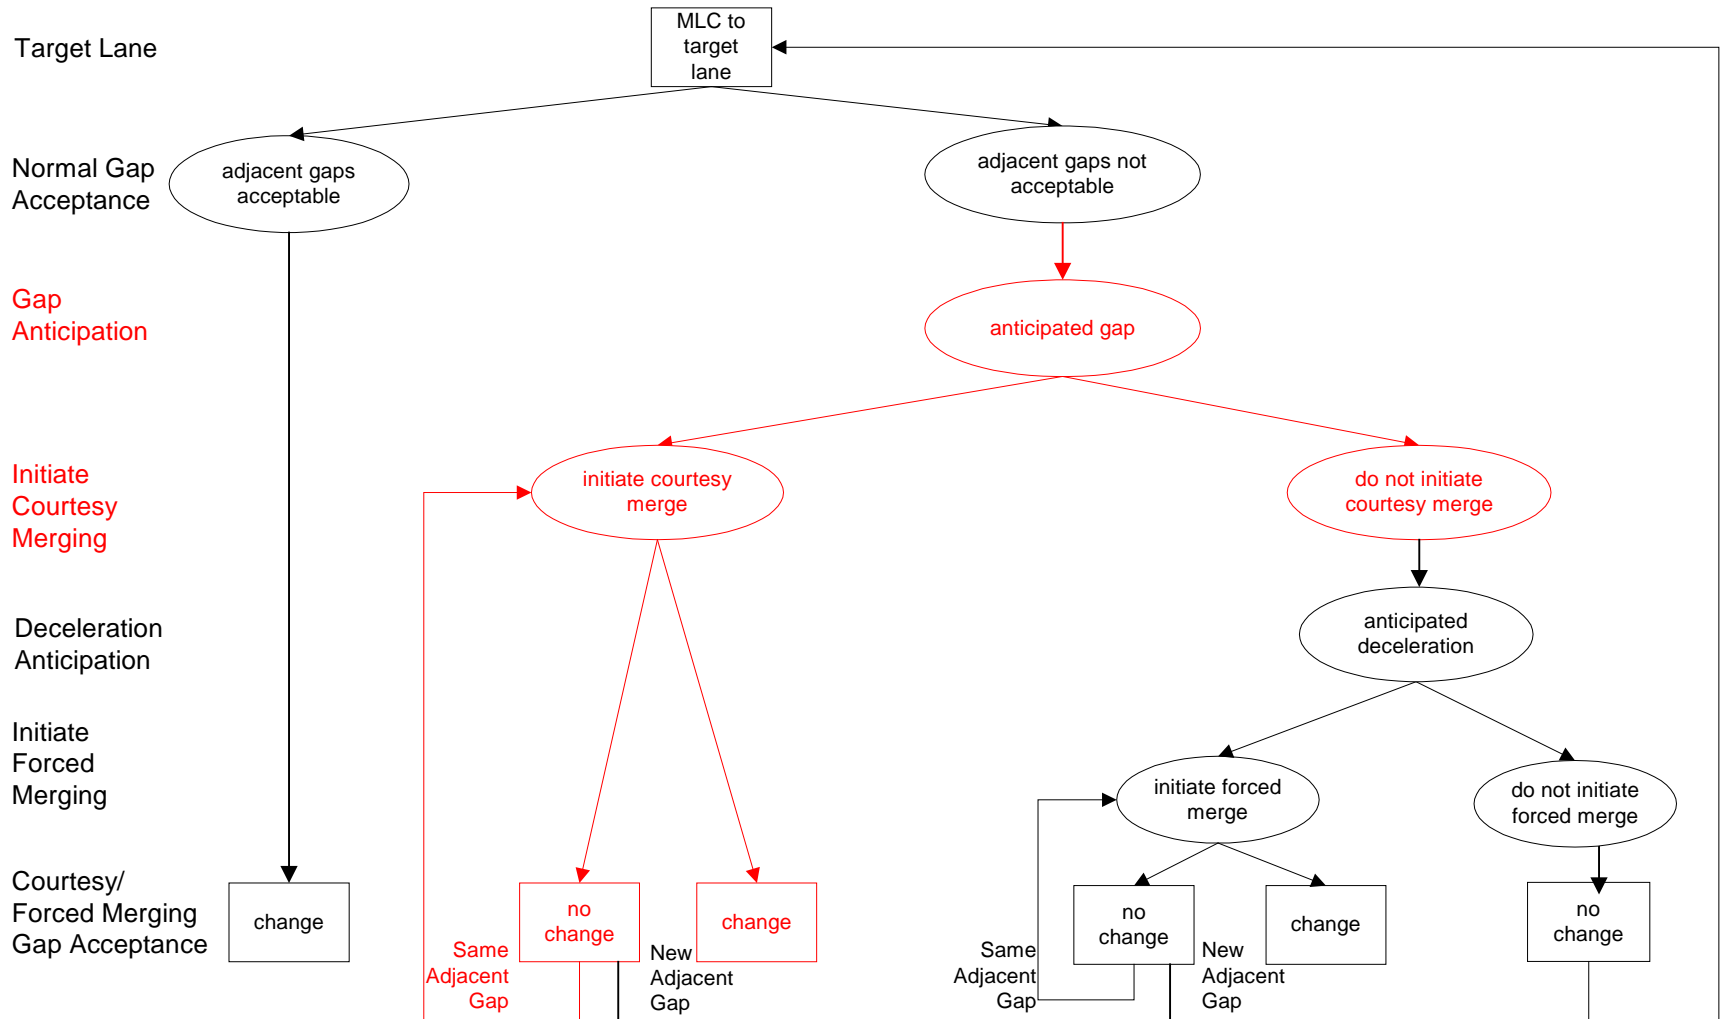 Target Lane
MLC to
target
lane
Normal Gap
Acceptance
adjacent gaps
acceptable
adjacent gaps not
acceptable
Gap
Anticipation
anticipated gap
Initiate
Courtesy
Merging
initiate courtesy
merge
do not initiate
courtesy merge
Deceleration
Anticipation
anticipated
deceleration
Initiate
Forced
Merging
initiate forced
merge
do not initiate
forced merge
Courtesy/
Forced Merging
Gap Acceptance
change
no
change
change
no
change
change
no
change
Same
Adjacent
Gap
New
Adjacent
Gap
Same
Adjacent
Gap
New
Adjacent
Gap